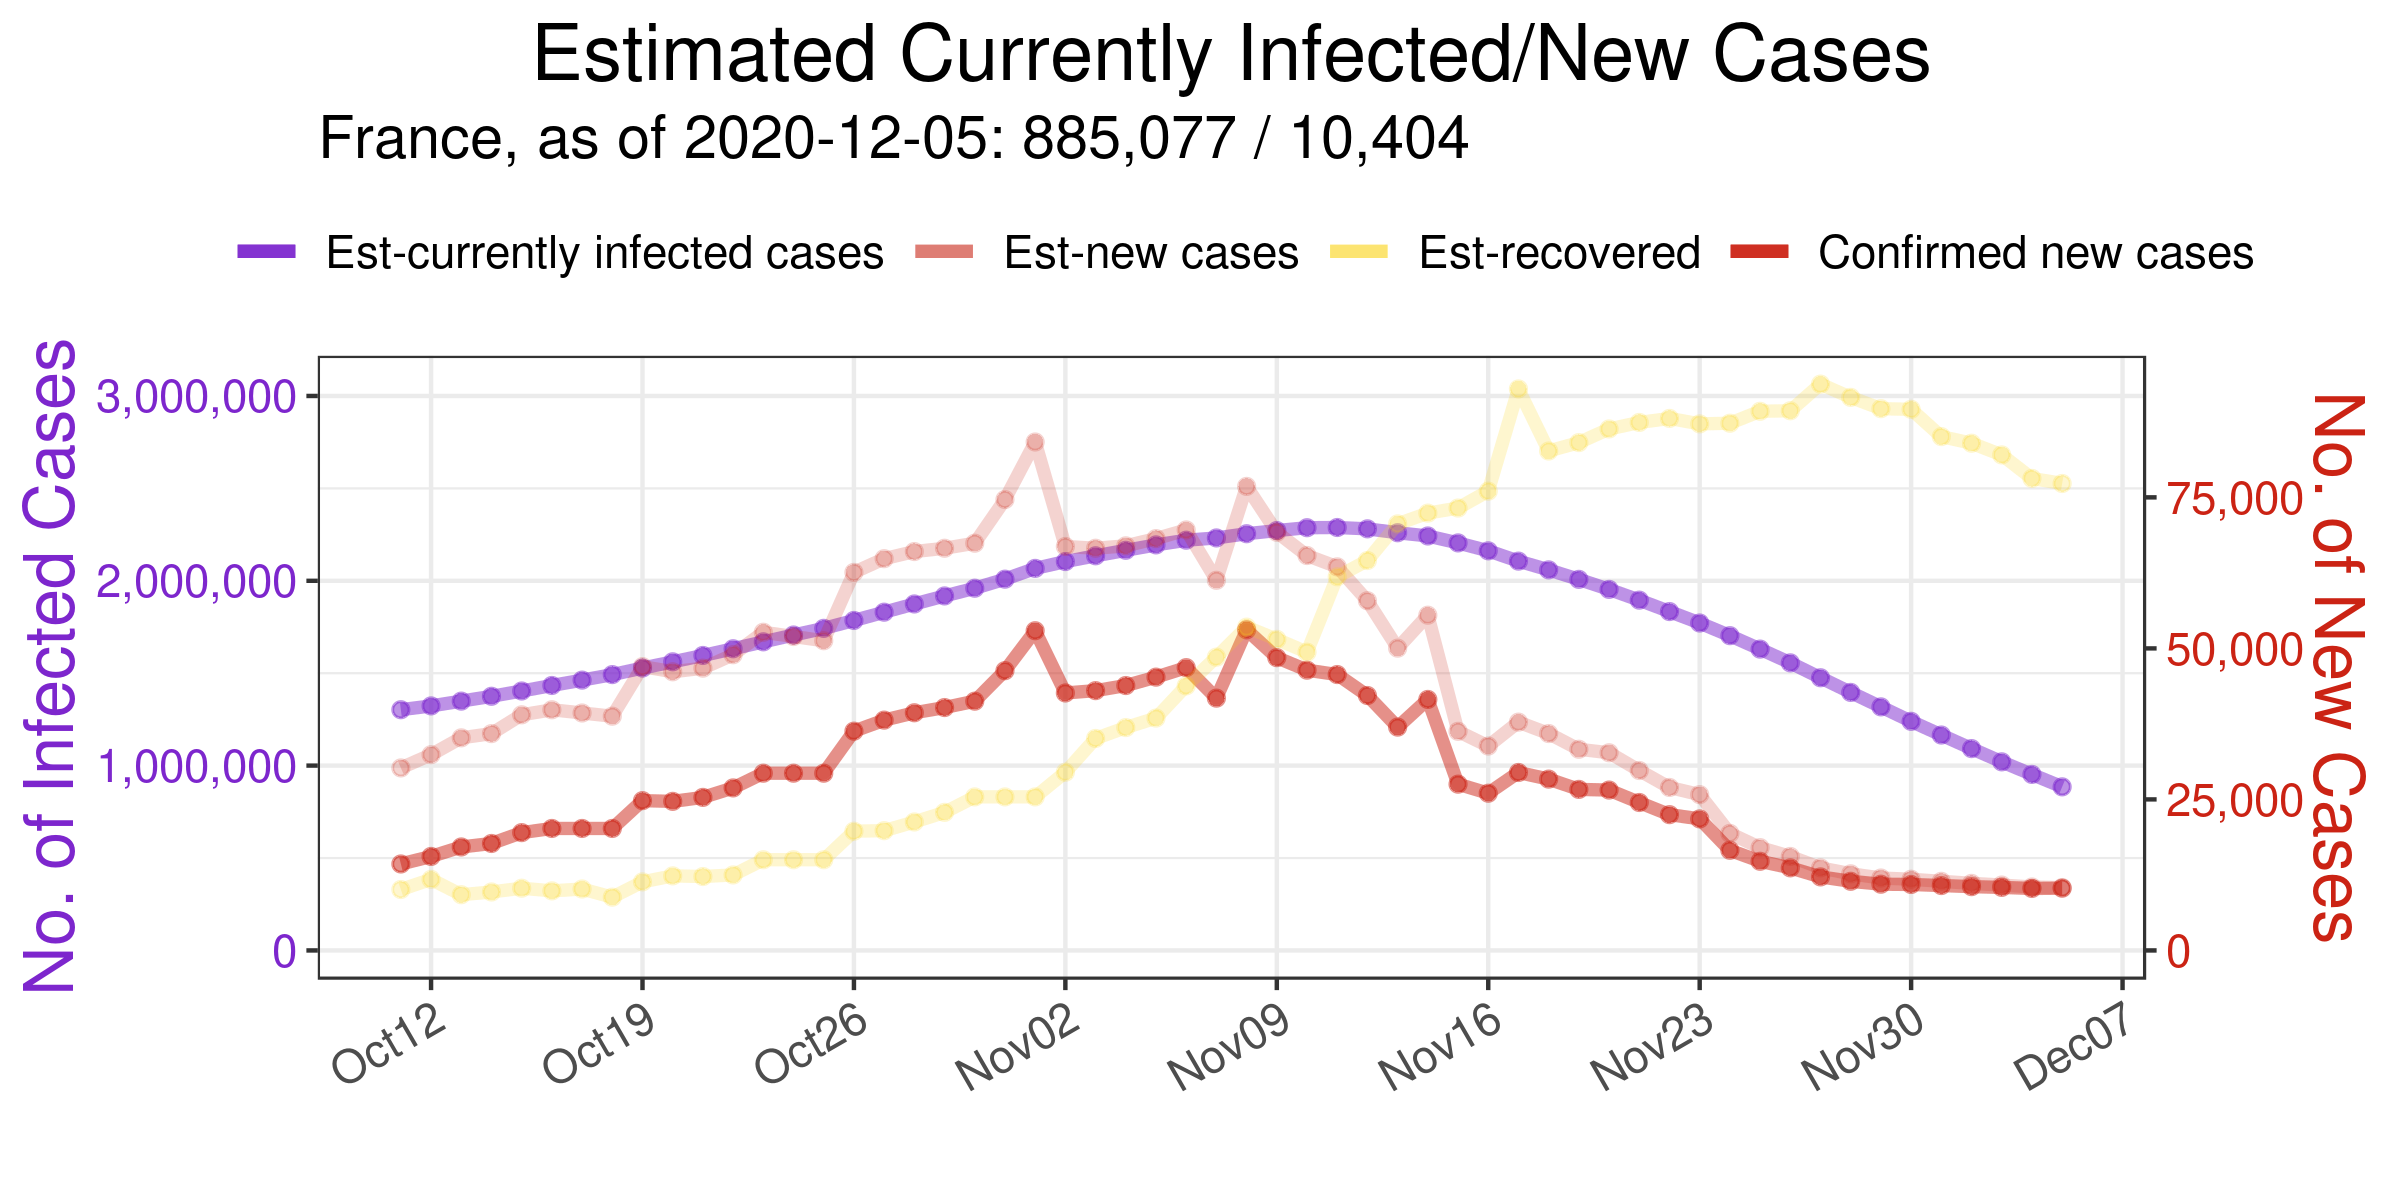 Estimated Currently Infected/New Cases
France, as of 2020-12-05: 885,077 / 10,404
Est-currently infected cases Est-new cases Est-recovered Confirmed new cases
No. of Infected Cases
3,000,000
2,000,000
1,000,000
0
No. of New Cases
75,000
50,000
25,000
0
Oct12 Oct19 Oct26 Nov02 Nov09 Nov16 Nov23 Nov30 Dec07